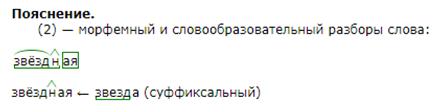 Пояснение.
(2) — морфемный и словообразовательный разборы слова:
звёздная
звёздная ← звезда (суффиксальный)